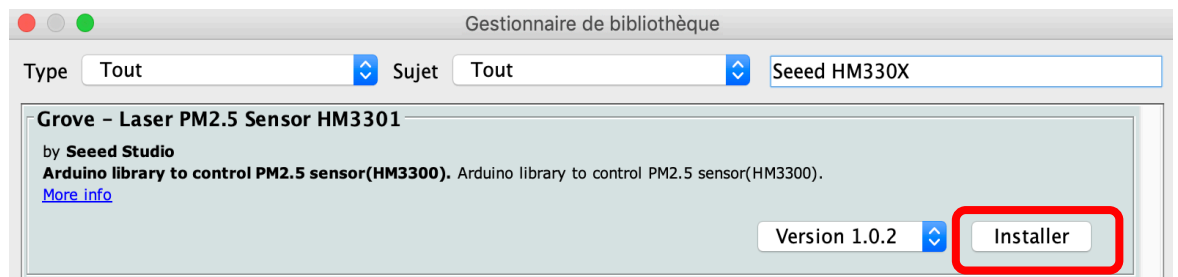 Gestionnaire de bibliothèque
Type Tout Sujet Tout Seeed HM330X
Grove – Laser PM2.5 Sensor HM3301
by Seeed Studio
Arduino library to control PM2.5 sensor(HM3300). Arduino library to control PM2.5 sensor(HM3300).
More info
Version 1.0.2 Installer